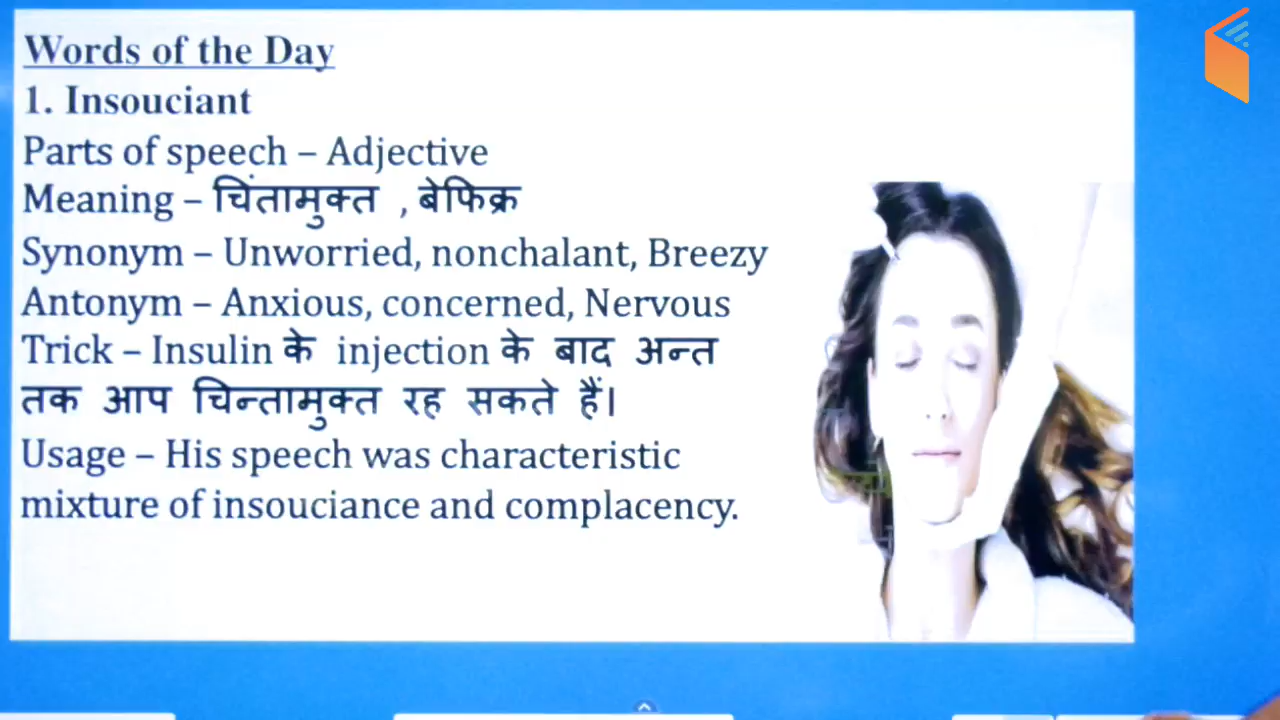 Words of the Day
1. Insouciant
Parts of speech – Adjective
Meaning – चिंतामुक्त , बेफिक्र
Synonym – Unworried, nonchalant, Breezy
Antonym – Anxious, concerned, Nervous
Trick – Insulin के injection के बाद अन्त
तक आप चिन्तामुक्त रह सकते हैं।
Usage – His speech was characteristic
mixture of insouciance and complacency.